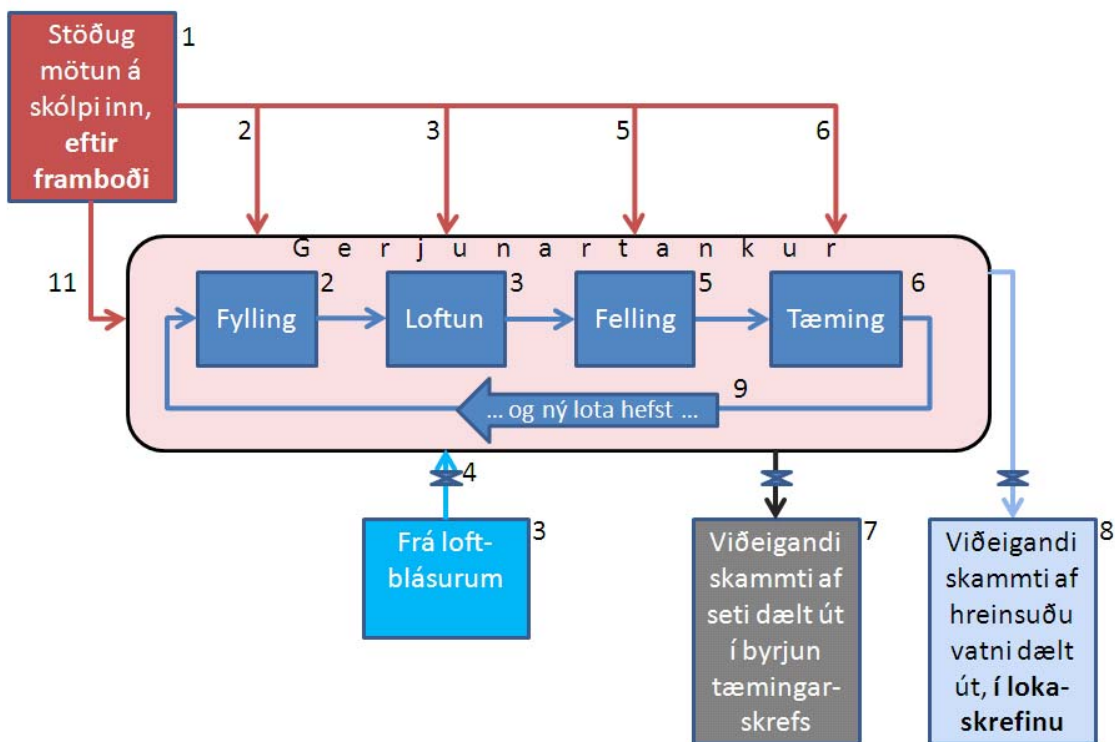 Stöðug
mötun á
skólpi inn,
eftir
framboði
1
2
3
5
6
11
G e r j u n a r t a n k u r
Fylling
2
Loftun
3
Felling
5
Tæming
6
... og ný lota hefst ...
9
4
Frá loft-
blásurum
3
Viðeigandi
skammti af
seti dælt út
í byrjun
tæmingar-
skrefs
7
Viðeigandi
skammti af
hreinsuðu
vatni dælt
út, í loka-
skrefinu
8